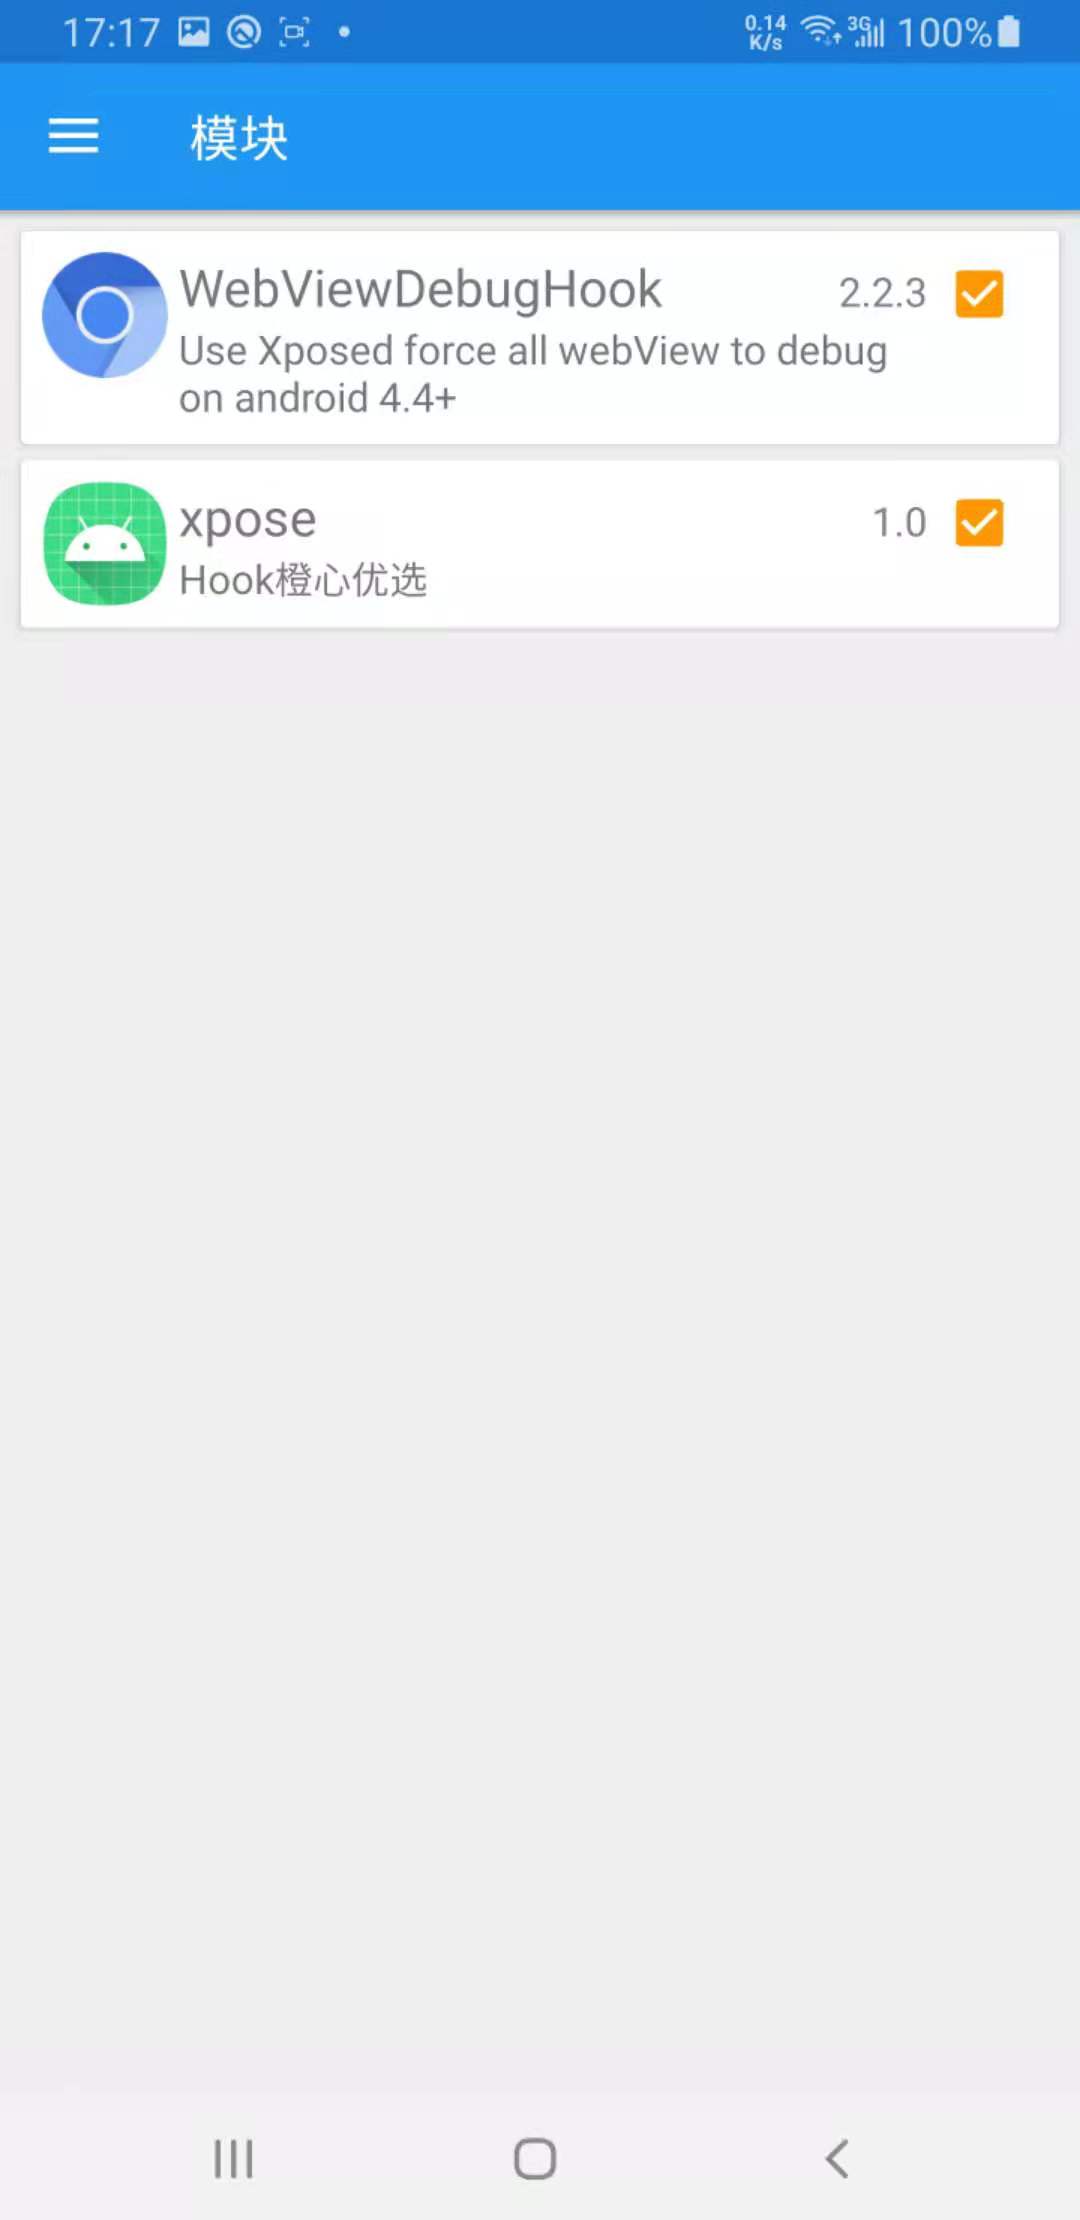 17:17
0.14
K/s
3G
100%
模块
WebViewDebugHook
2.2.3
Use Xposed force all webView to debug
on android 4.4+
xpose
1.0
Hook橙心优选